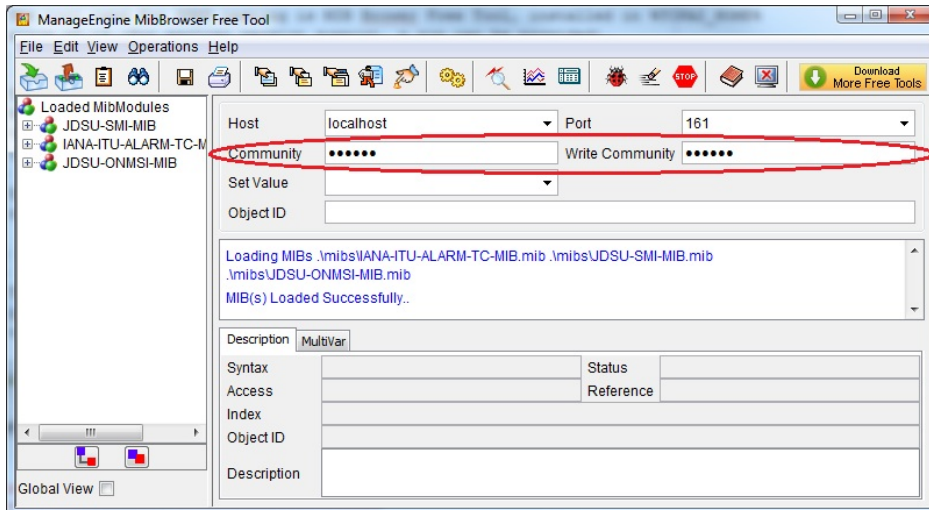 ManageEngine MibBrowser Free Tool
File Edit View Operations Help
STOP
Download
More Free Tools
Loaded MibModules
JDSU-SMI-MIB
IANA-ITU-ALARM-TC-M
JDSU-ONMSI-MIB
Host localhost Port 161
Community •••••• Write Community ••••••
Set Value
Object ID
Loading MIBs .\mibs\IANA-ITU-ALARM-TC-MIB.mib .\mibs\JDSU-SMI-MIB.mib
.\mibs\JDSU-ONMSI-MIB.mib
MIB(s) Loaded Successfully..
Description MultiVar
Syntax Status
Access Reference
Index
Object ID
Description
Global View